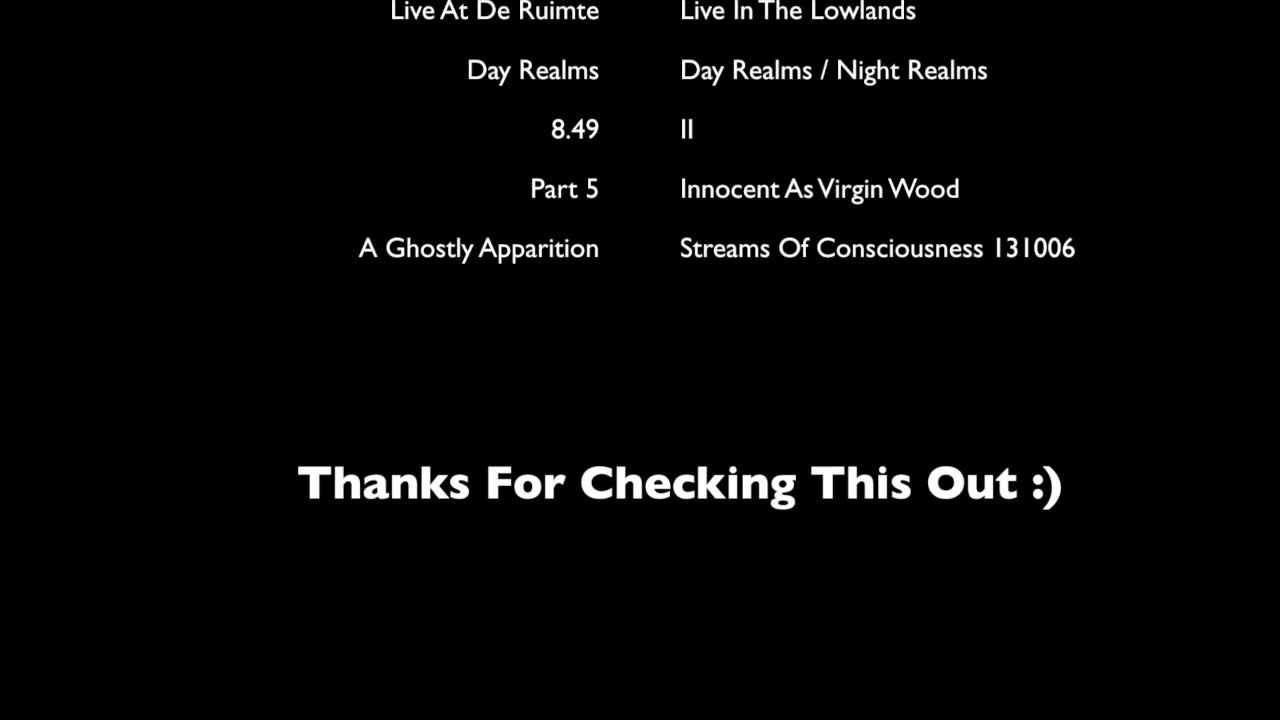 Live At De Ruimte Live In The Lowlands
Day Realms Day Realms / Night Realms
8.49 II
Part 5 Innocent As Virgin Wood
A Ghostly Apparition Streams Of Consciousness 131006
Thanks For Checking This Out :)